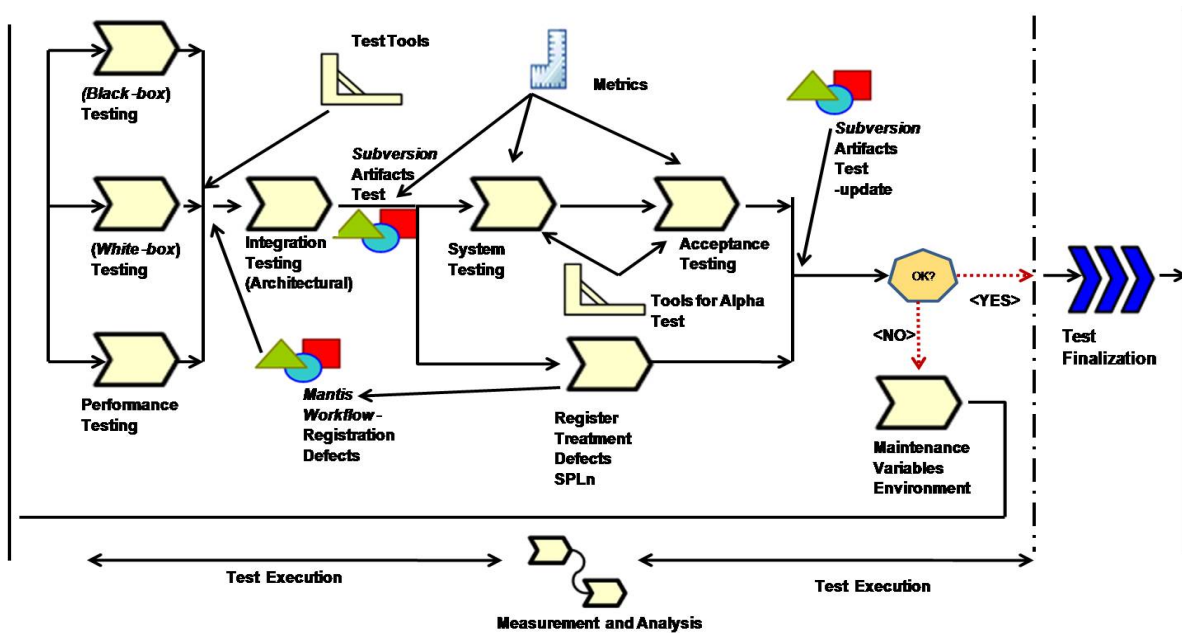 (Black-box)
Testing
Test Tools
Metrics
Subversion
Artifacts
Test
Subversion
Artifacts
Test
-update
(White-box)
Testing
Integration
Testing
(Architectural)
System
Testing
Acceptance
Testing
Tools for Alpha
Test
OK?
<YES>
<NO>
Test
Finalization
Performance
Testing
Mantis
Workflow-
Registration
Defects
Register
Treatment
Defects
SPLn
Maintenance
Variables
Environment
Test Execution
Test Execution
Measurement and Analysis